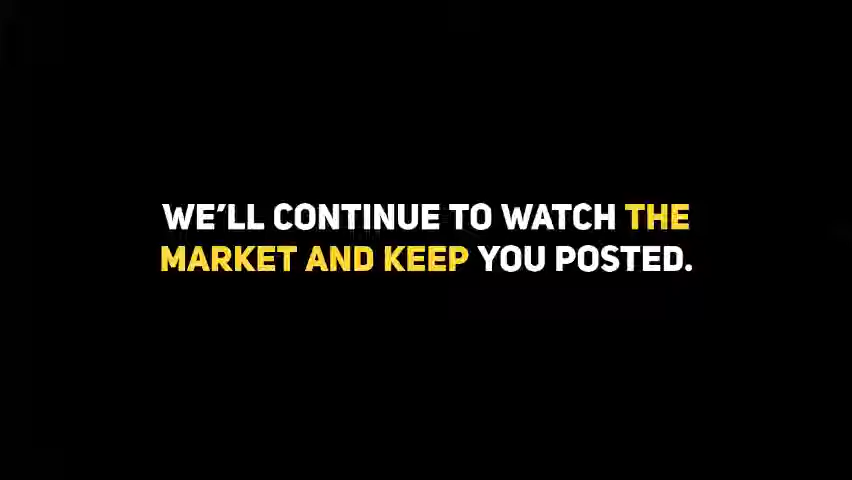 WE’LL CONTINUE TO WATCH THE
MARKET AND KEEP YOU POSTED.